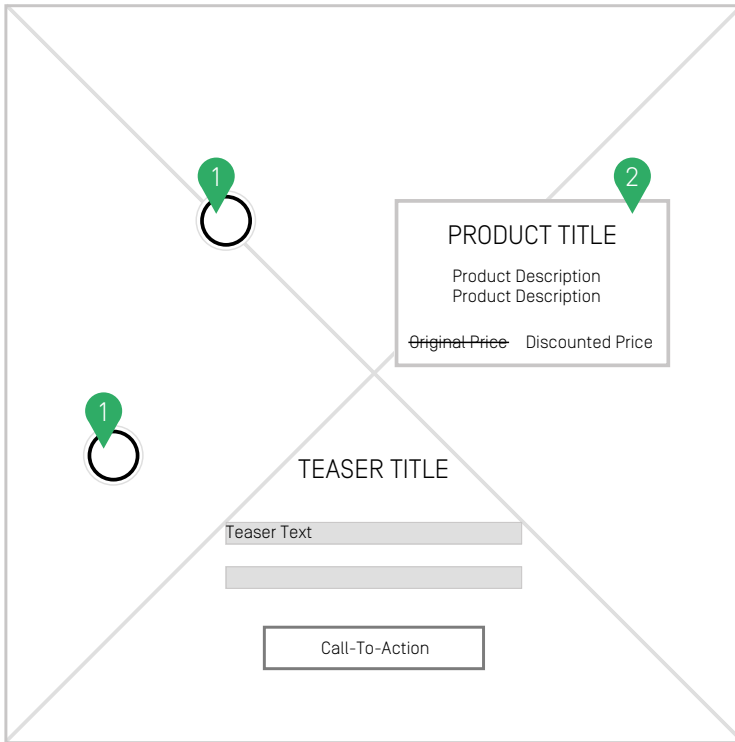 1
2
PRODUCT TITLE
Product Description
Product Description
Original Price Discounted Price
1
TEASER TITLE
Teaser Text
Call-To-Action